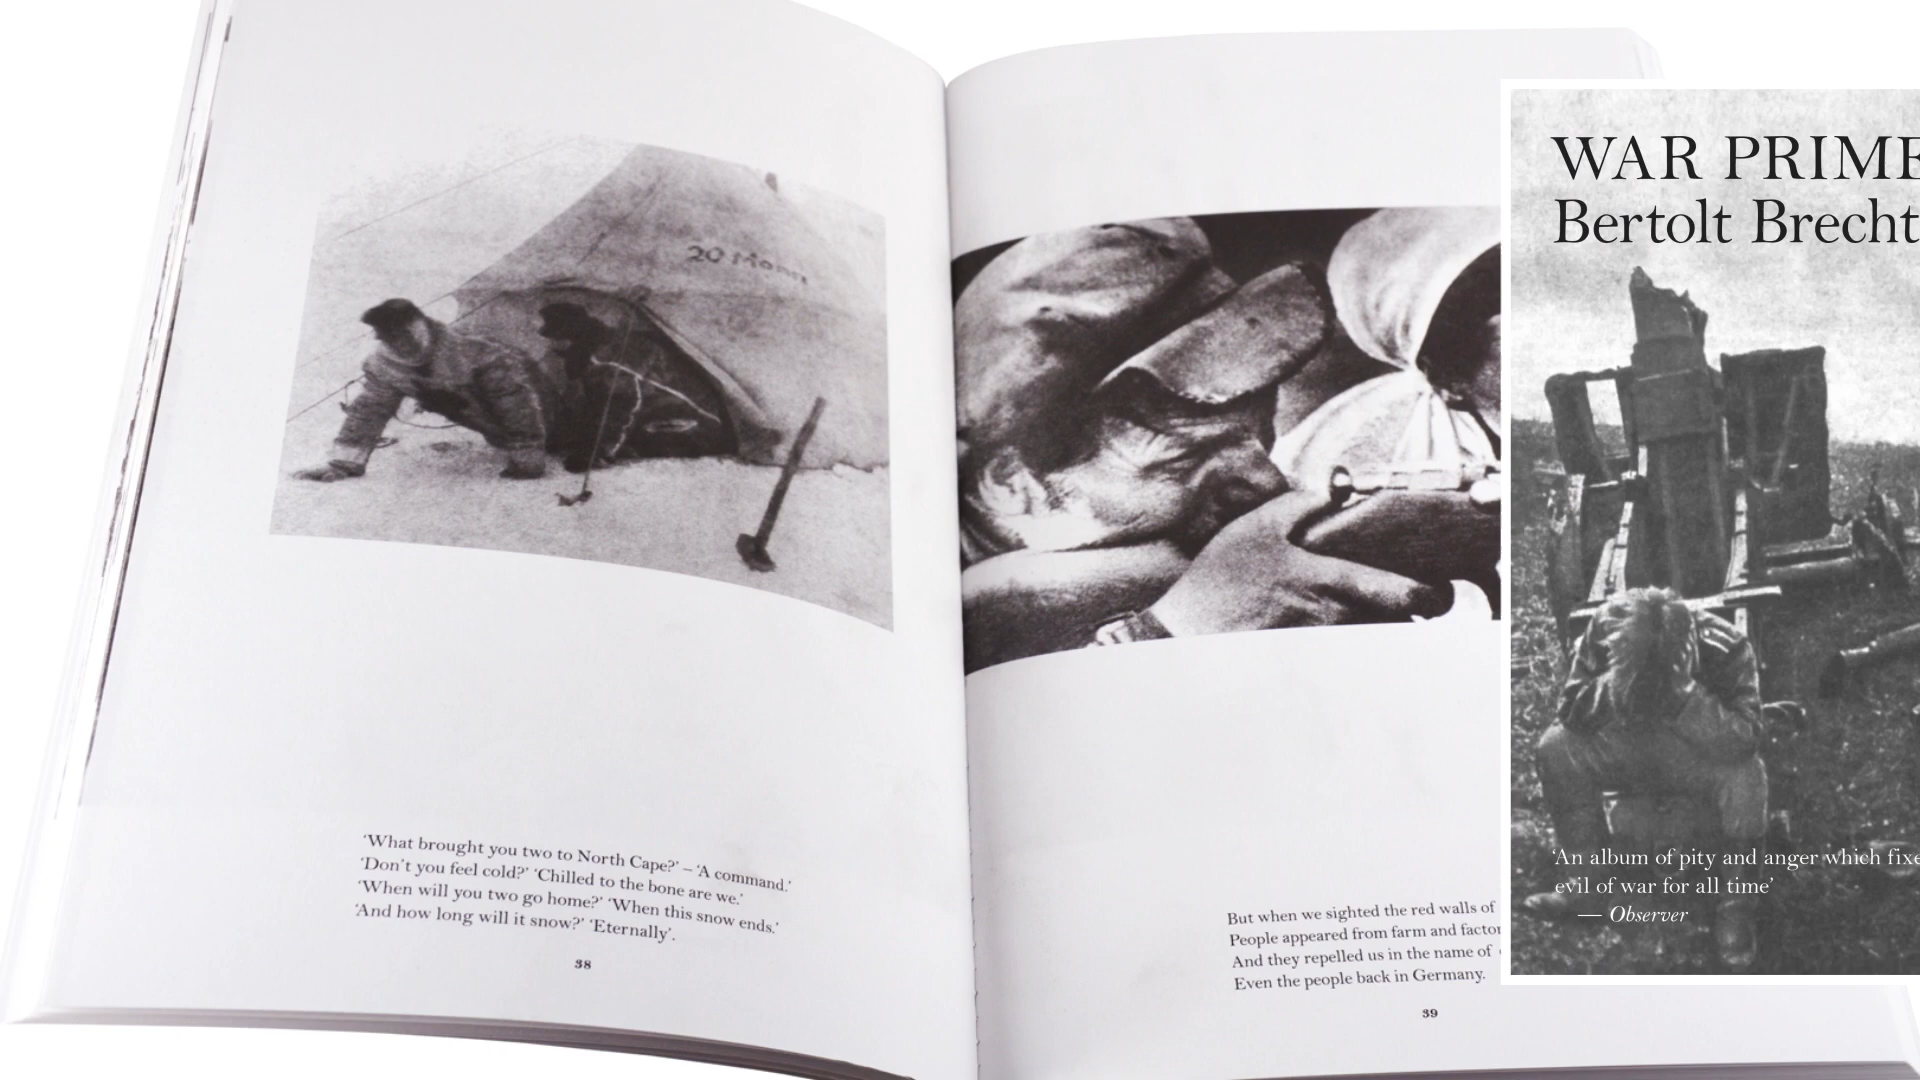 20 Mann
'What brought you two to North Cape?' – 'A command.'
'Don't you feel cold?' 'Chilled to the bone are we.'
'When will you two go home?' 'When this snow ends.'
'And how long will it snow?' 'Eternally'.
38
But when we sighted the red walls of
People appeared from farm and factor
And they repelled us in the name of
Even the people back in Germany.
39
WAR PRIME
Bertolt Brecht
'An album of pity and anger which fixe
evil of war for all time'
— Observer